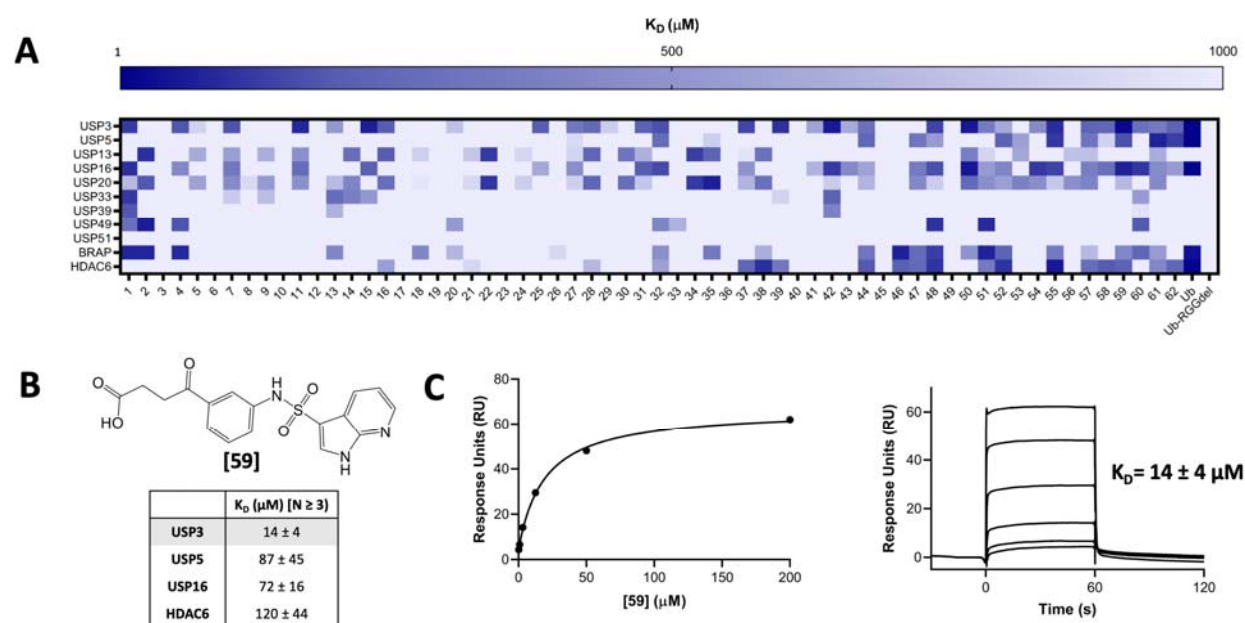 A
K_D (μM)
1 500 1000
USP3
USP5
USP13
USP16
USP20
USP33
USP39
USP49
USP51
BRAP
HDAC6
1 2 3 4 5 6 7 8 9 10 11 12 13 14 15 16 17 18 19 20 21 22 23 24 25 26 27 28 29 30 31 32 33 34 35 36 37 38 39 40 41 42 43 44 45 46 47 48 49 50 51 52 53 54 55 56 57 58 59 60 61 62 Ub Ub-RGGdel
B
O
O
HO
H
N
O
S
O
N
N
H
[59]
K_D (μM) [N ≥ 3]
USP3 14 ± 4
USP5 87 ± 45
USP16 72 ± 16
HDAC6 120 ± 44
C
Response Units (RU)
80
60
40
20
0
0 50 100 150 200
[59] (μM)
Response Units (RU)
60
40
20
0
0 60 120
Time (s)
K_D= 14 ± 4 μM